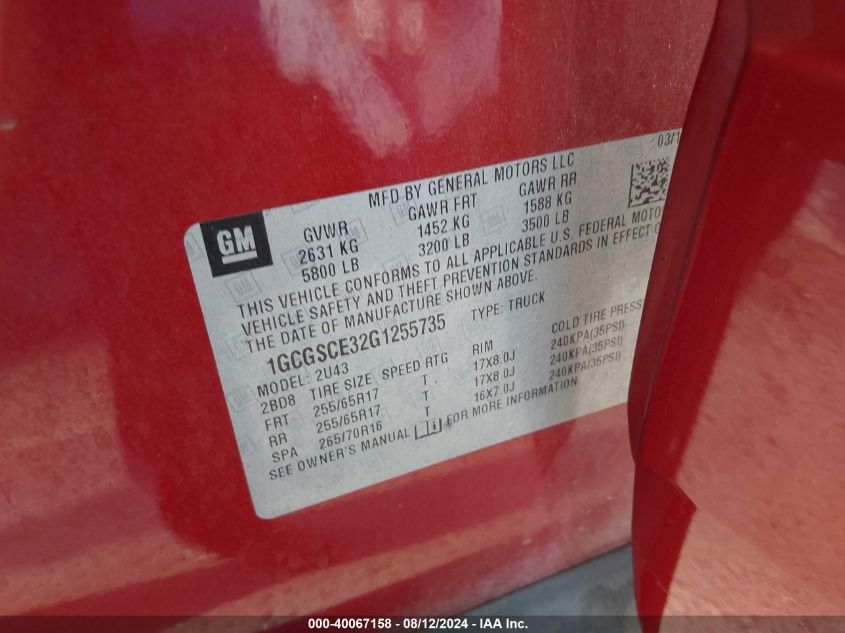 03/1
MFD BY GENERAL MOTORS LLC
GM
GVWR GAWR FRT GAWR RR
2631 KG 1452 KG 1588 KG
5800 LB 3200 LB 3500 LB
THIS VEHICLE CONFORMS TO ALL APPLICABLE U.S. FEDERAL MOTO
VEHICLE SAFETY AND THEFT PREVENTION STANDARDS IN EFFECT O
THE DATE OF MANUFACTURE SHOWN ABOVE.
1GCGSCE32G1255735 TYPE: TRUCK
MODEL: 2U43
2BD8 TIRE SIZE SPEED RTG RIM COLD TIRE PRESS
FRT 255/65R17 T 17X8.0J 240KPA(35PSI)
RR 255/65R17 T 17X8.0J 240KPA(35PSI)
SPA 265/70R16 T 16X7.0J 240KPA(35PSI)
SEE OWNER'S MANUAL FOR MORE INFORMATION
000-40067158 - 08/12/2024 - IAA Inc.